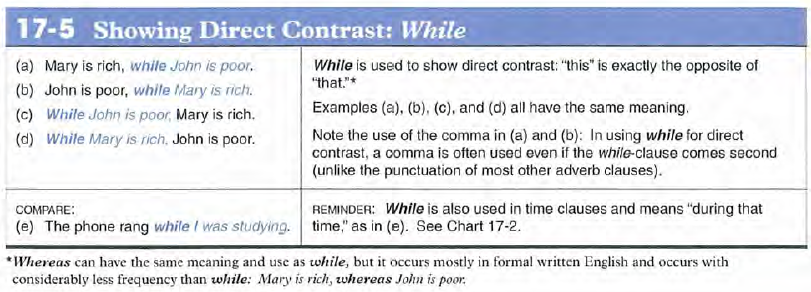 17-5 Showing Direct Contrast: While
(a) Mary is rich, while John is poor.
(b) John is poor, while Mary is rich.
(c) While John is poor, Mary is rich.
(d) While Mary is rich, John is poor.
While is used to show direct contrast: "this" is exactly the opposite of
"that."*
Examples (a), (b), (c), and (d) all have the same meaning.
Note the use of the comma in (a) and (b): In using while for direct
contrast, a comma is often used even if the while-clause comes second
(unlike the punctuation of most other adverb clauses).
COMPARE:
(e) The phone rang while I was studying.
REMINDER: While is also used in time clauses and means "during that
time," as in (e). See Chart 17-2.
*Whereas can have the same meaning and use as while, but it occurs mostly in formal written English and occurs with
considerably less frequency than while: Mary is rich, whereas John is poor.